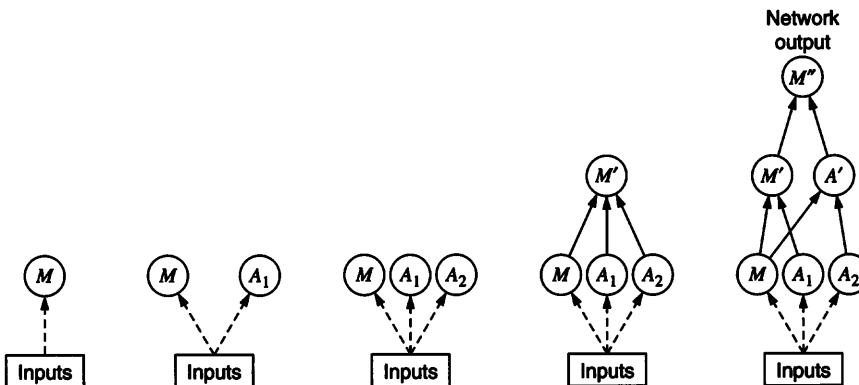 Network
output
M″
M′
M′ A′
M
M A₁
M A₁ A₂
M A₁ A₂
M A₁ A₂
Inputs
Inputs
Inputs
Inputs
Inputs